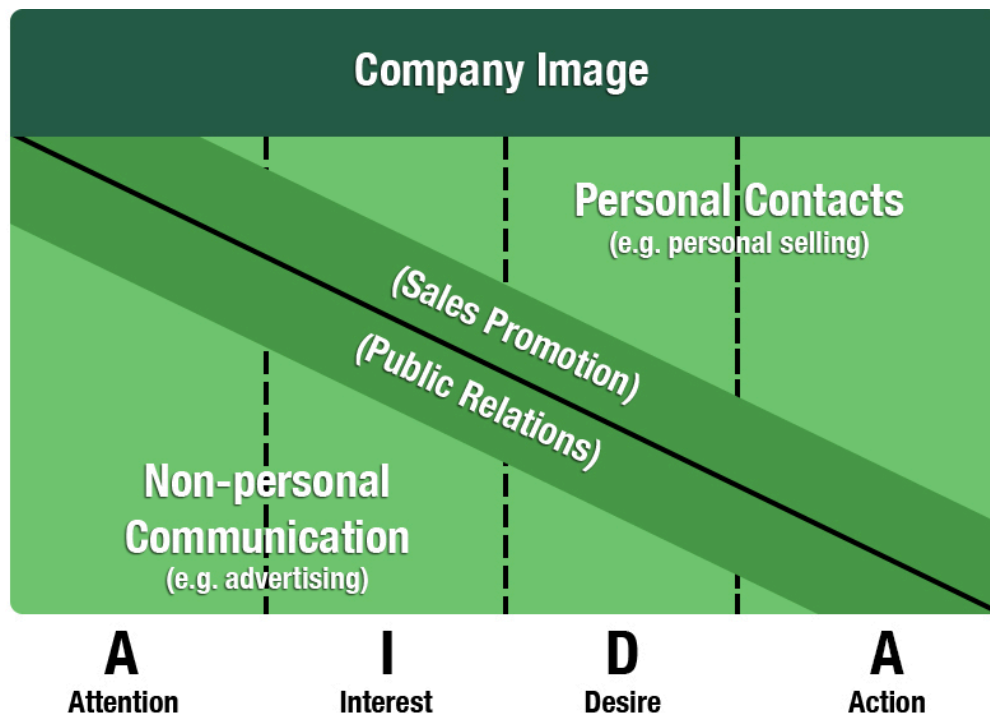 Company Image
Personal Contacts
(e.g. personal selling)
(Sales Promotion)
(Public Relations)
Non-personal
Communication
(e.g. advertising)
A I D A
Attention Interest Desire Action